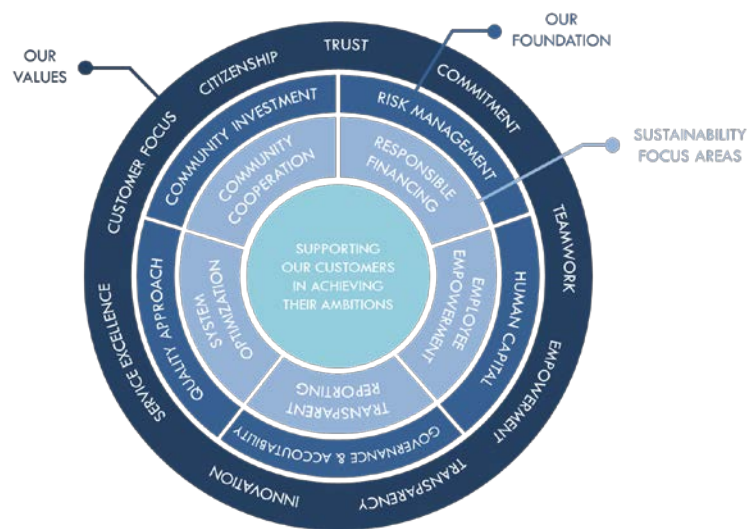 OUR
VALUES
OUR
FOUNDATION
SUSTAINABILITY
FOCUS AREAS
TRUST
COMMITMENT
TEAMWORK
EMPOWERMENT
TRANSPARENCY
INNOVATION
SERVICE EXCELLENCE
CUSTOMER FOCUS
CITIZENSHIP
RISK MANAGEMENT
HUMAN CAPITAL
GOVERNANCE & ACCOUTABILITY
QUALITY APPROACH
COMMUNITY INVESTMENT
RESPONSIBLE
FINANCING
EMPLOYEE
EMPOWERMENT
TRANSPARENT
REPORTING
SYSTEM
OPTIMIZATION
COMMUNITY
COOPERATION
SUPPORTING
OUR CUSTOMERS
IN ACHIEVING
THEIR AMBITIONS